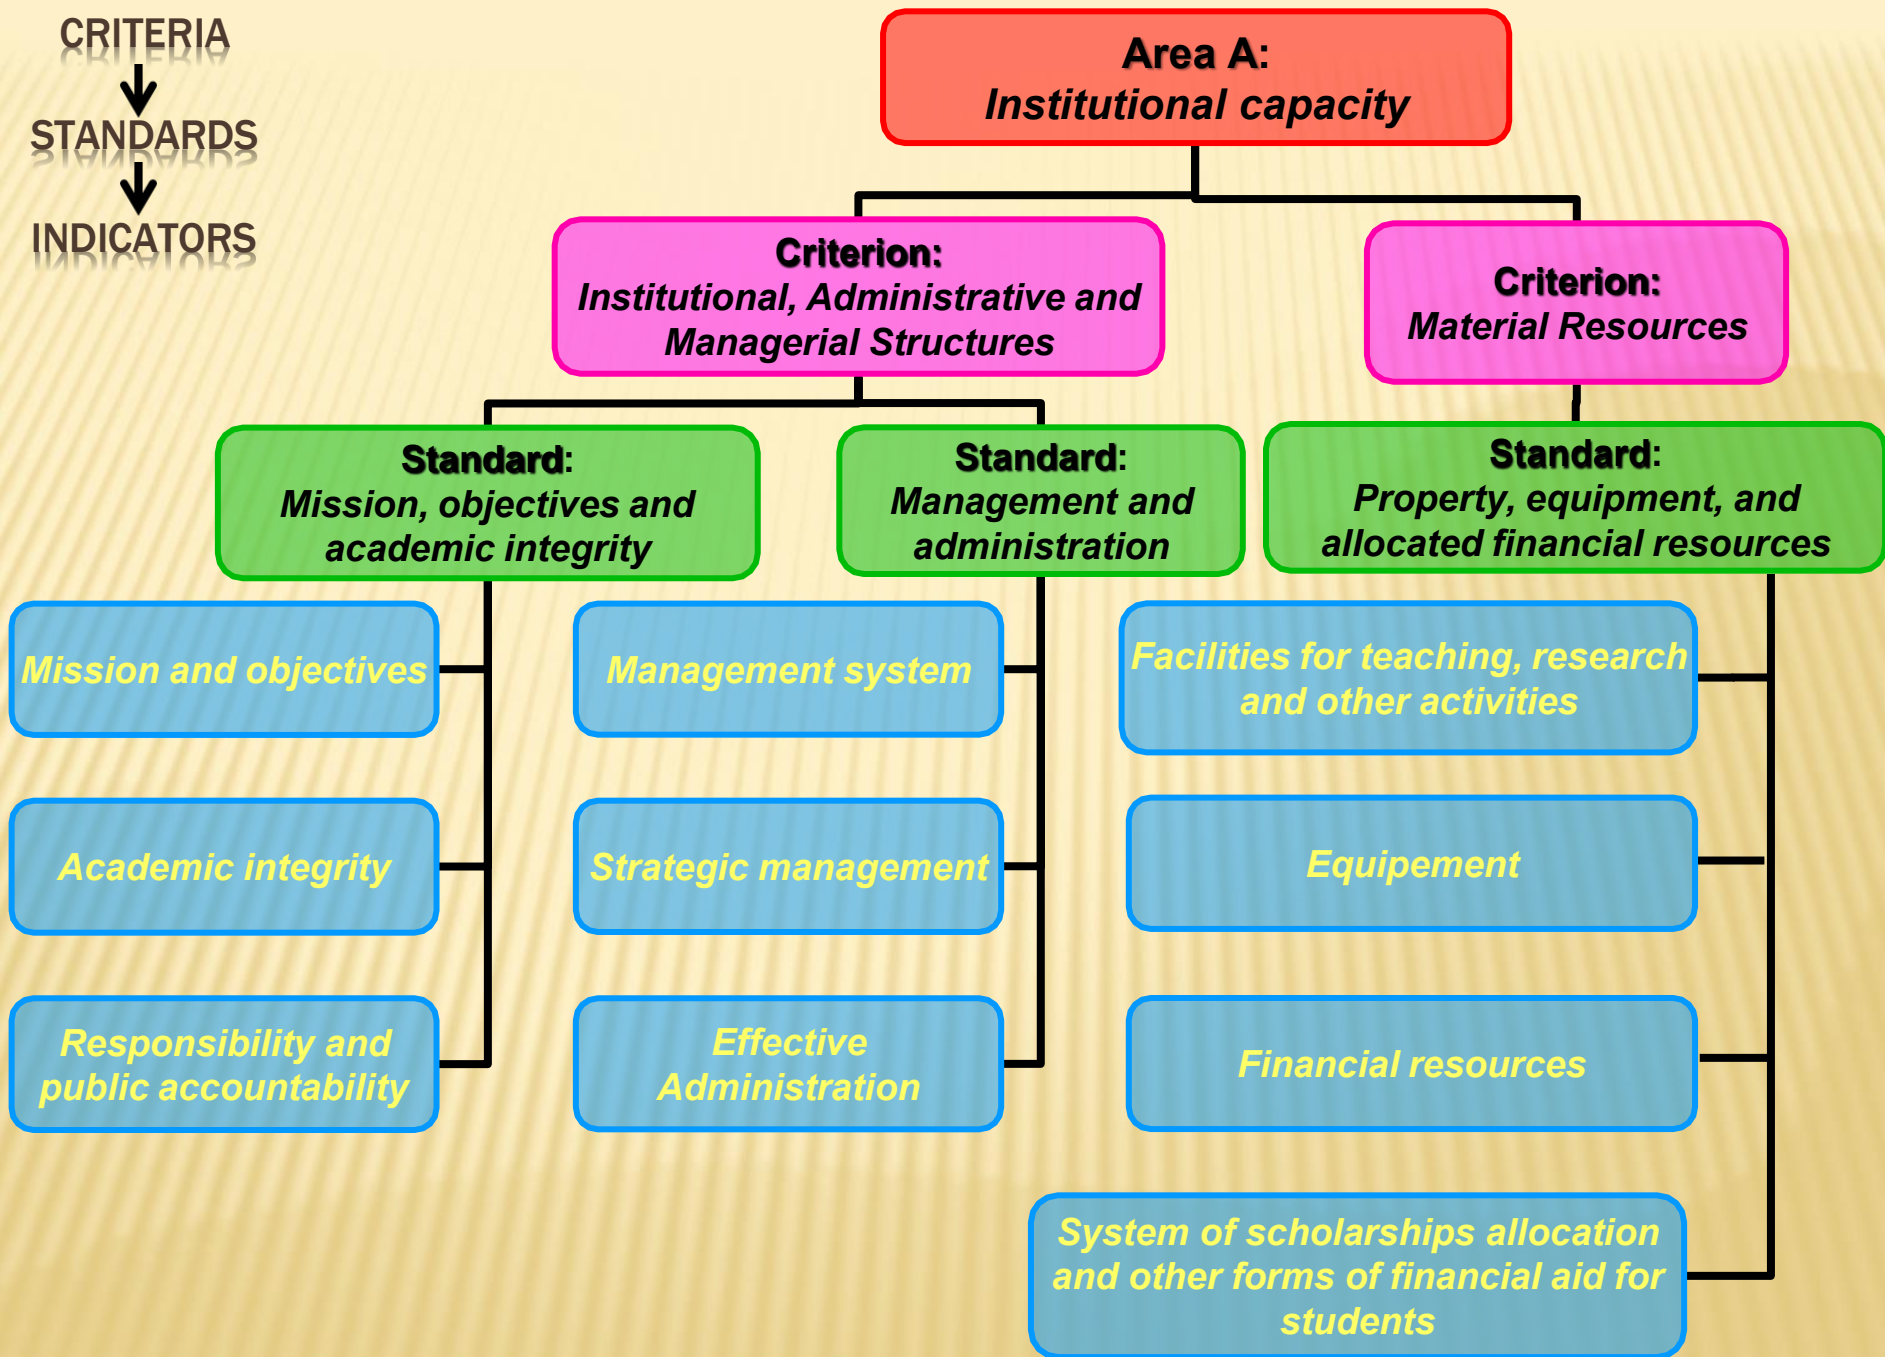 CRITERIA
STANDARDS
INDICATORS
Area A:
Institutional capacity
Criterion:
Institutional, Administrative and
Managerial Structures
Criterion:
Material Resources
Standard:
Mission, objectives and
academic integrity
Standard:
Management and
administration
Standard:
Property, equipment, and
allocated financial resources
Mission and objectives
Management system
Facilities for teaching, research
and other activities
Academic integrity
Strategic management
Equipement
Responsibility and
public accountability
Effective
Administration
Financial resources
System of scholarships allocation
and other forms of financial aid for
students